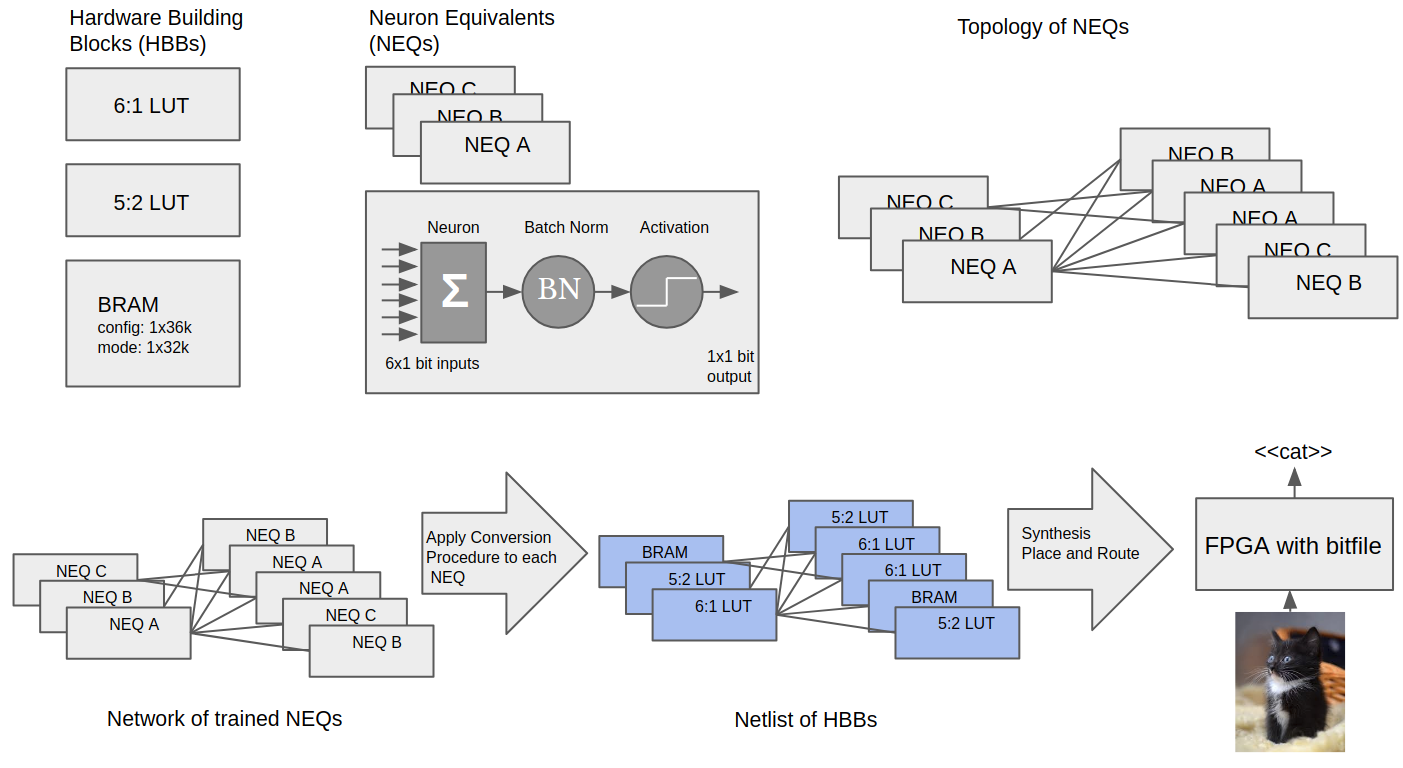 Hardware Building
Blocks (HBBs)
6:1 LUT
5:2 LUT
BRAM
config: 1x36k
mode: 1x32k
Neuron Equivalents
(NEQs)
NEQ C
NEQ B
NEQ A
Neuron
Batch Norm
Activation
Σ
BN
6x1 bit inputs
1x1 bit
output
Topology of NEQs
NEQ C
NEQ B
NEQ A
NEQ B
NEQ A
NEQ A
NEQ C
NEQ B
NEQ C
NEQ B
NEQ A
NEQ B
NEQ A
NEQ A
NEQ C
NEQ B
Network of trained NEQs
Apply Conversion
Procedure to each
NEQ
BRAM
5:2 LUT
6:1 LUT
5:2 LUT
6:1 LUT
6:1 LUT
BRAM
5:2 LUT
Netlist of HBBs
Synthesis
Place and Route
<<cat>>
FPGA with bitfile